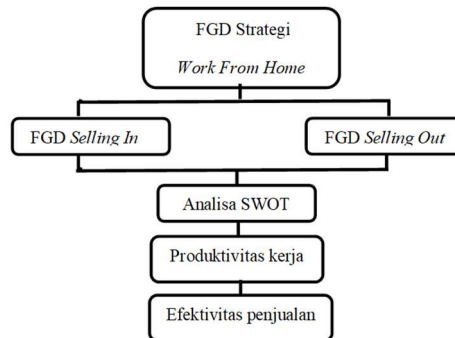 FGD Strategi
Work From Home
FGD Selling In
FGD Selling Out
Analisa SWOT
Produktivitas kerja
Efektivitas penjualan